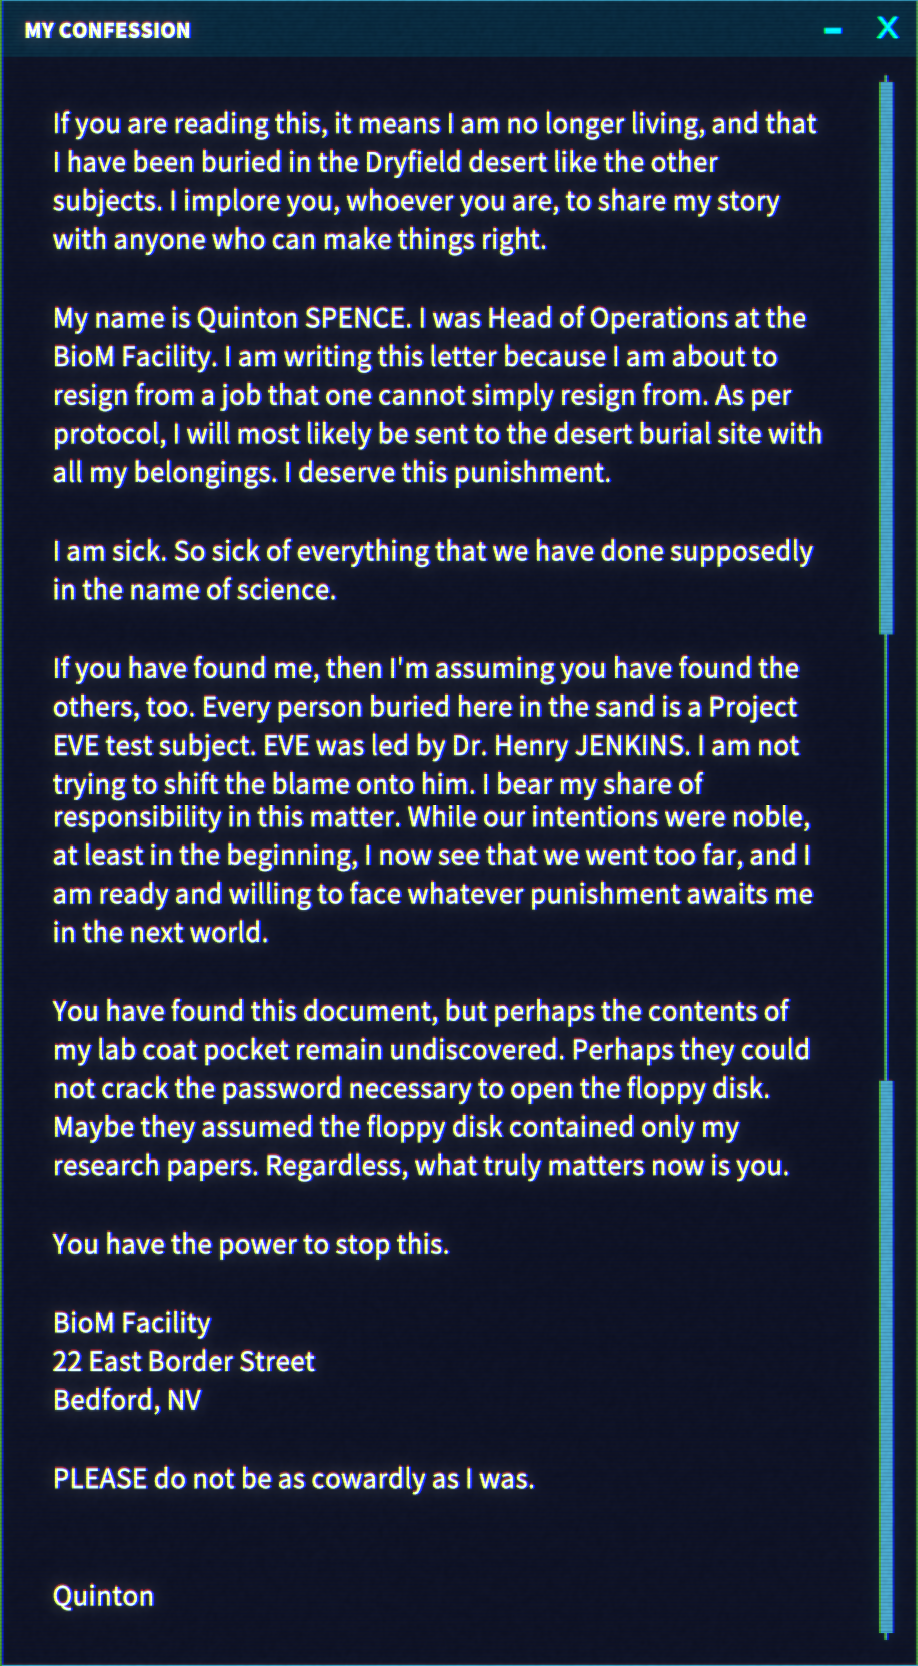 MY CONFESSION
If you are reading this, it means I am no longer living, and that
I have been buried in the Dryfield desert like the other
subjects. I implore you, whoever you are, to share my story
with anyone who can make things right.
My name is Quinton SPENCE. I was Head of Operations at the
BioM Facility. I am writing this letter because I am about to
resign from a job that one cannot simply resign from. As per
protocol, I will most likely be sent to the desert burial site with
all my belongings. I deserve this punishment.
I am sick. So sick of everything that we have done supposedly
in the name of science.
If you have found me, then I'm assuming you have found the
others, too. Every person buried here in the sand is a Project
EVE test subject. EVE was led by Dr. Henry JENKINS. I am not
trying to shift the blame onto him. I bear my share of
responsibility in this matter. While our intentions were noble,
at least in the beginning, I now see that we went too far, and I
am ready and willing to face whatever punishment awaits me
in the next world.
You have found this document, but perhaps the contents of
my lab coat pocket remain undiscovered. Perhaps they could
not crack the password necessary to open the floppy disk.
Maybe they assumed the floppy disk contained only my
research papers. Regardless, what truly matters now is you.
You have the power to stop this.
BioM Facility
22 East Border Street
Bedford, NV
PLEASE do not be as cowardly as I was.
Quinton